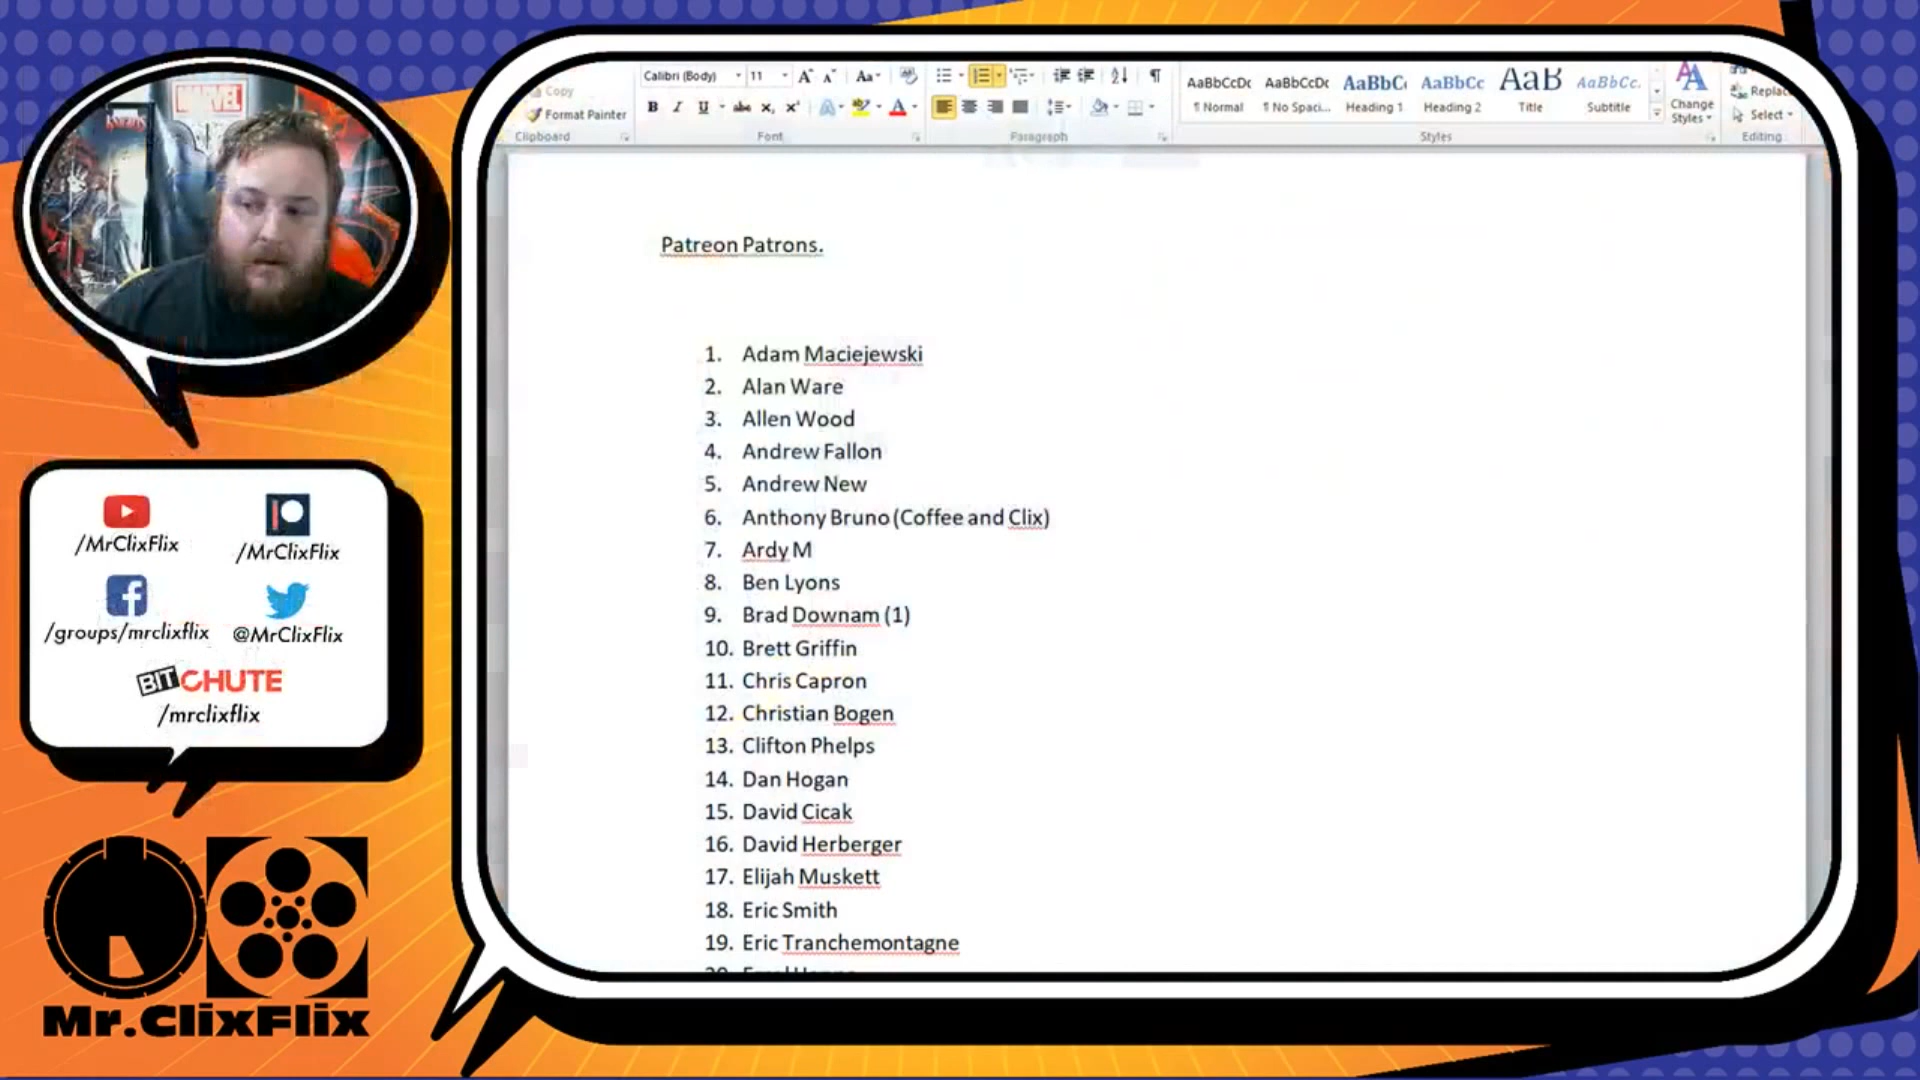 MARVEL
KNIGHTS
/MrClixFlix
/MrClixFlix
/groups/mrclixflix
@MrClixFlix
BITCHUTE
/mrclixflix
Mr.ClixFlix
Copy
Format Painter
Clipboard
Calibri (Body)
11
Aa
B I U abc x, x'
Font
Paragraph
AaBbCcDc
AaBbCcDc
AaBbC
AaBbCc
AaB
AaBbCc.
¶ Normal
¶ No Spaci...
Heading 1
Heading 2
Title
Subtitle
Styles
Change
Styles
Replac
Select
Editing
Patreon Patrons.
1. Adam Maciejewski
2. Alan Ware
3. Allen Wood
4. Andrew Fallon
5. Andrew New
6. Anthony Bruno (Coffee and Clix)
7. Ardy M
8. Ben Lyons
9. Brad Downam (1)
10. Brett Griffin
11. Chris Capron
12. Christian Bogen
13. Clifton Phelps
14. Dan Hogan
15. David Cicak
16. David Herberger
17. Elijah Muskett
18. Eric Smith
19. Eric Tranchemontagne